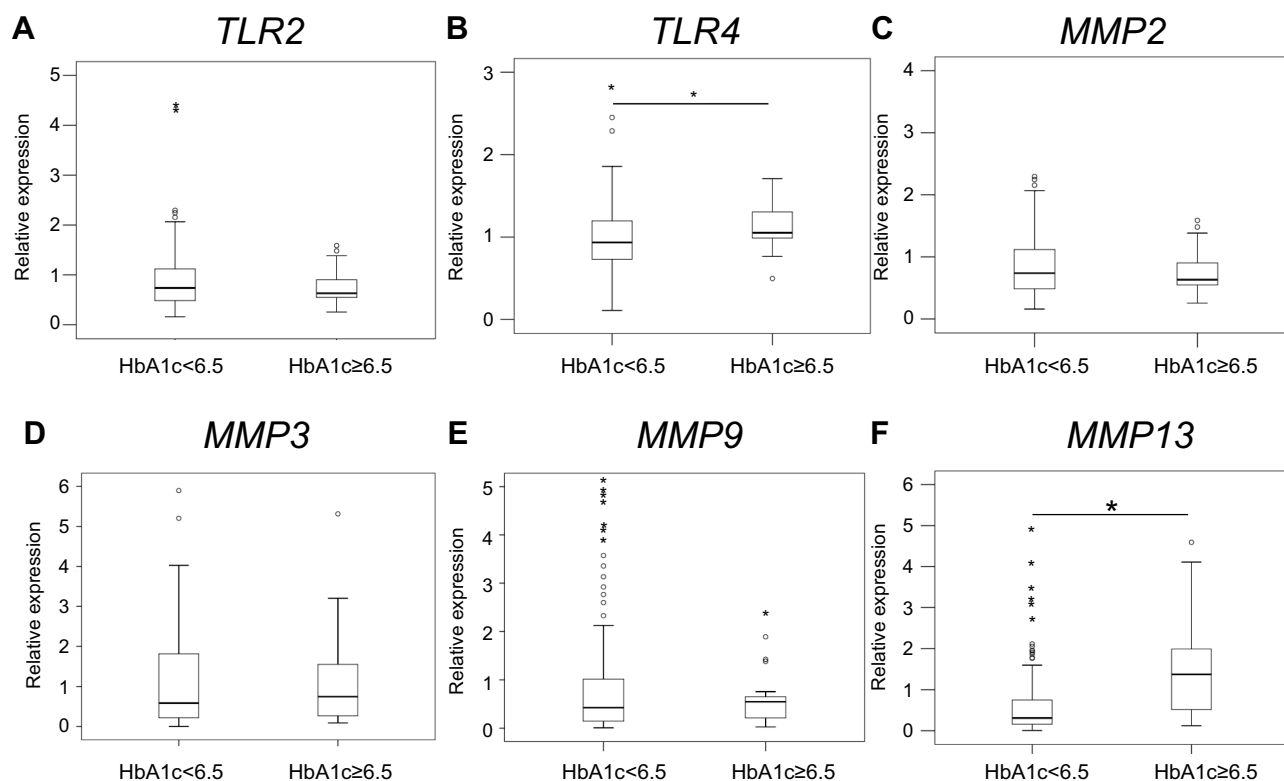 A TLR2
5
4
3
2
1
0
Relative expression
*
*
HbA1c<6.5 HbA1c≥6.5
B TLR4
3
2
1
0
Relative expression
*
*
HbA1c<6.5 HbA1c≥6.5
C MMP2
4
3
2
1
0
Relative expression
HbA1c<6.5 HbA1c≥6.5
D MMP3
6
5
4
3
2
1
0
Relative expression
HbA1c<6.5 HbA1c≥6.5
E MMP9
5
4
3
2
1
0
Relative expression
HbA1c<6.5 HbA1c≥6.5
F MMP13
6
5
4
3
2
1
0
Relative expression
*
HbA1c<6.5 HbA1c≥6.5